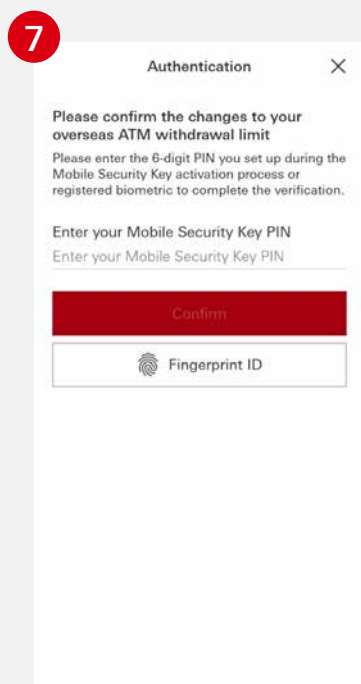 7
Authentication
Please confirm the changes to your
overseas ATM withdrawal limit
Please enter the 6-digit PIN you set up during the
Mobile Security Key activation process or
registered biometric to complete the verification.
Enter your Mobile Security Key PIN
Enter your Mobile Security Key PIN
Confirm
Fingerprint ID